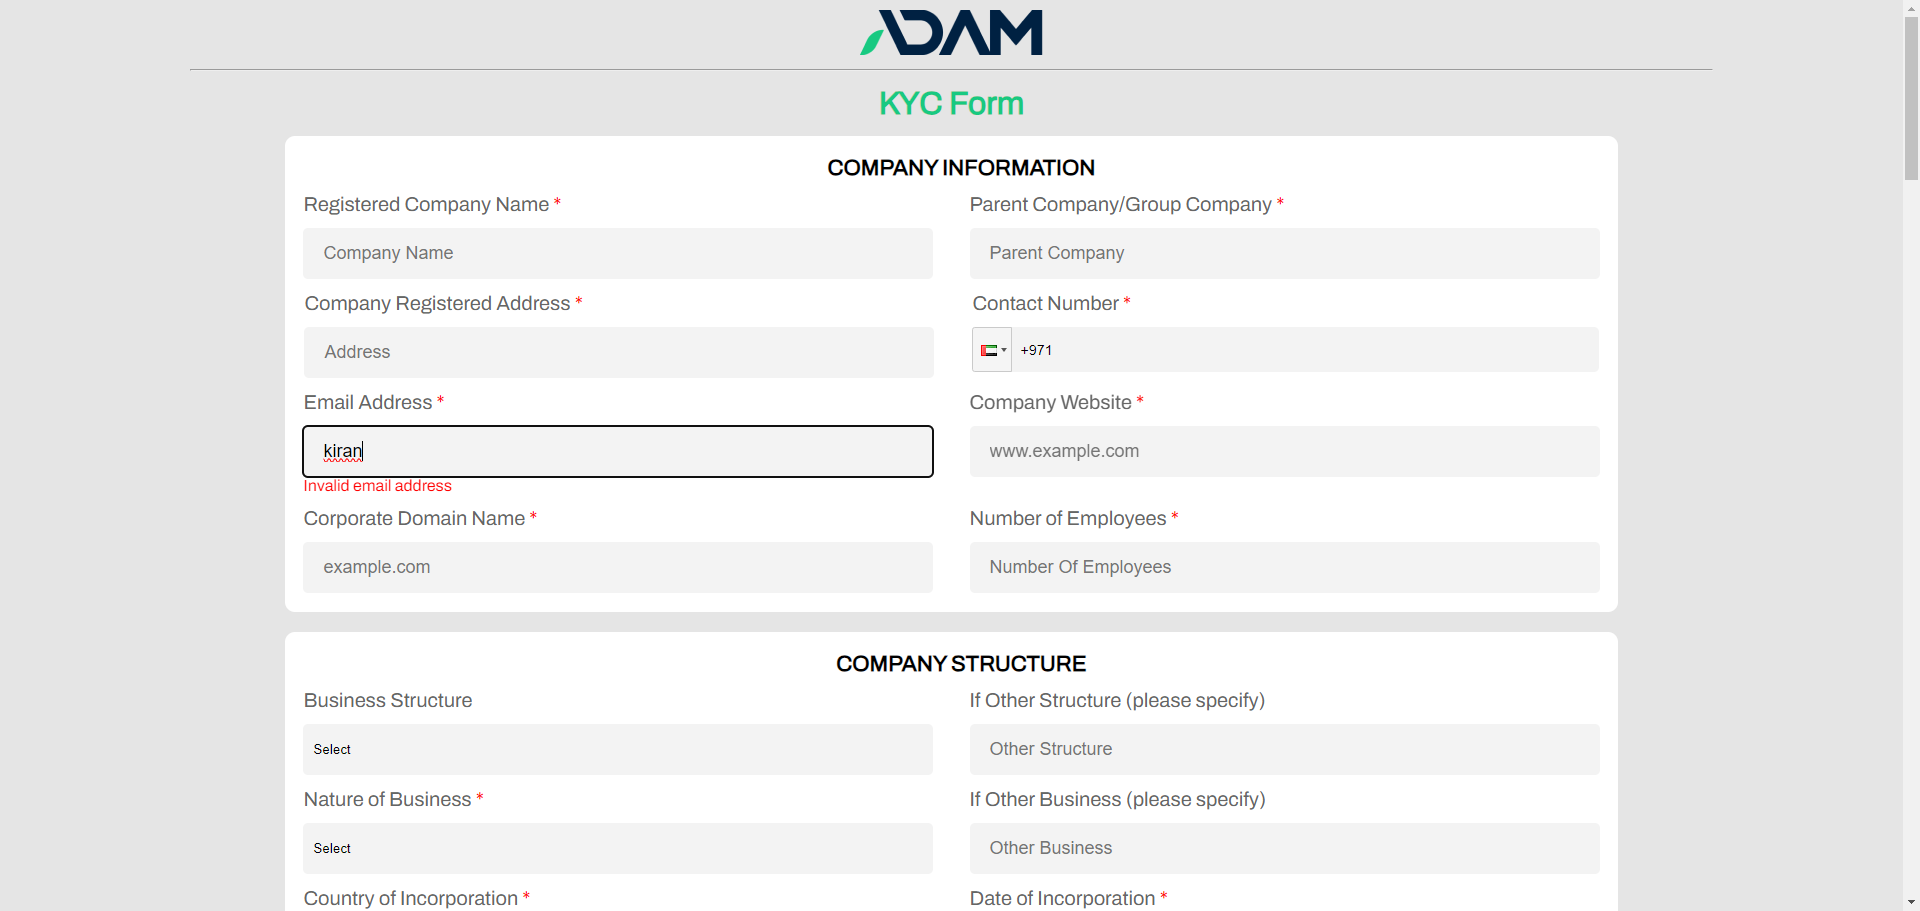 ADAM
KYC Form
COMPANY INFORMATION
Registered Company Name * Parent Company/Group Company *
Company Name Parent Company
Company Registered Address * Contact Number *
Address +971
Email Address * Company Website *
kiran www.example.com
Invalid email address
Corporate Domain Name * Number of Employees *
example.com Number Of Employees
COMPANY STRUCTURE
Business Structure If Other Structure (please specify)
Select Other Structure
Nature of Business * If Other Business (please specify)
Select Other Business
Country of Incorporation * Date of Incorporation *